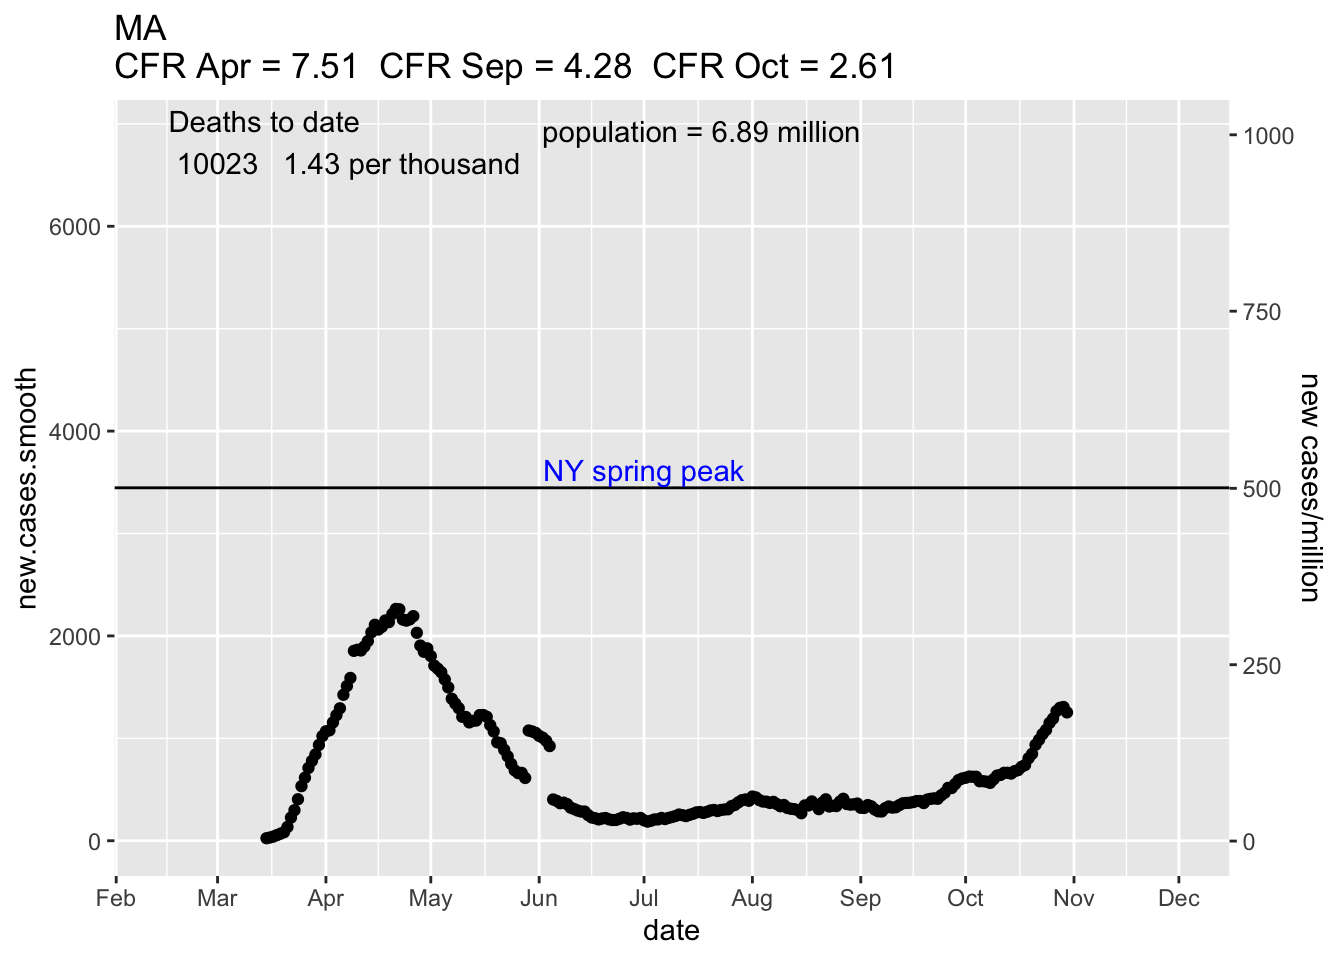 MA
CFR Apr = 7.51  CFR Sep = 4.28  CFR Oct = 2.61
Deaths to date
10023   1.43 per thousand
population = 6.89 million
NY spring peak
new.cases.smooth
6000
4000
2000
0
new cases/million
1000
750
500
250
0
Feb Mar Apr May Jun Jul Aug Sep Oct Nov Dec
date